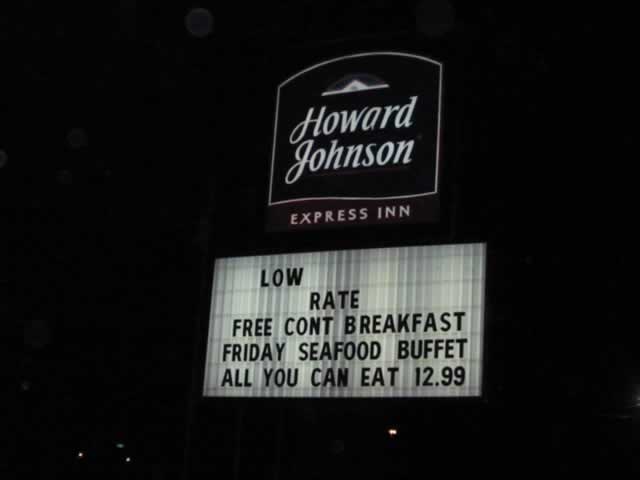 Howard
Johnson
EXPRESS INN
LOW
RATE
FREE CONT BREAKFAST
FRIDAY SEAFOOD BUFFET
ALL YOU CAN EAT 12.99